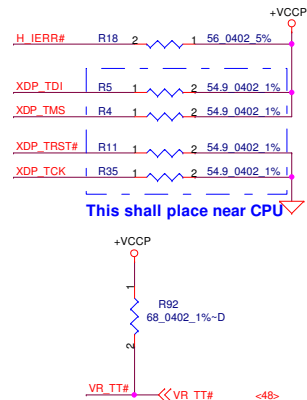 +VCCP
H_IERR# R18 2 1 56_0402_5%
XDP_TDI R5 1 2 54.9_0402_1%
XDP_TMS R4 1 2 54.9_0402_1%
XDP_TRST# R11 1 2 54.9_0402_1%
XDP_TCK R35 1 2 54.9_0402_1%
This shall place near CPU
+VCCP
1
R92
68_0402_1%~D
2
VR_TT# VR_TT# <48>